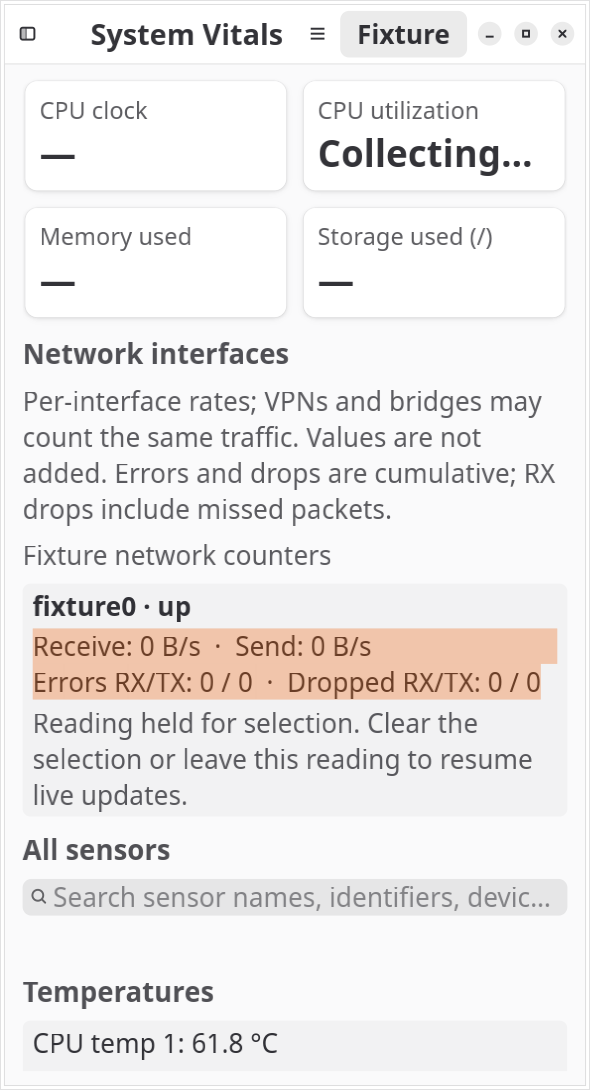 System Vitals
Fixture
CPU clock
—
CPU utilization
Collecting...
Memory used
—
Storage used (/)
—
Network interfaces
Per-interface rates; VPNs and bridges may
count the same traffic. Values are not
added. Errors and drops are cumulative; RX
drops include missed packets.
Fixture network counters
fixture0 · up
Receive: 0 B/s · Send: 0 B/s
Errors RX/TX: 0 / 0 · Dropped RX/TX: 0 / 0
Reading held for selection. Clear the
selection or leave this reading to resume
live updates.
All sensors
Search sensor names, identifiers, devic...
Temperatures
CPU temp 1: 61.8 °C